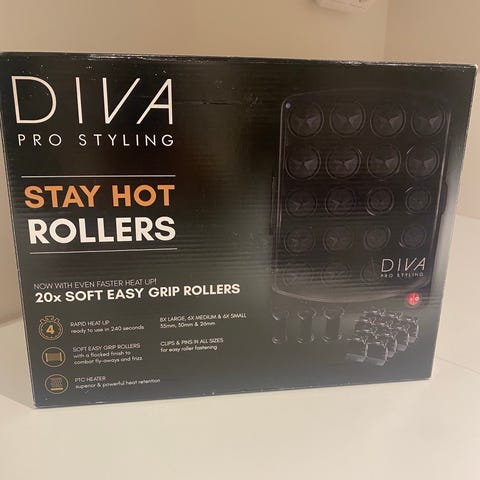 DIVA
PRO STYLING
STAY HOT
ROLLERS
NOW WITH EVEN FASTER HEAT UP!
20x SOFT EASY GRIP ROLLERS
4
RAPID HEAT UP
ready to use in 240 seconds
SOFT EASY GRIP ROLLERS
with a flocked finish to
combat fly-aways and frizz
PTC HEATER
superior & powerful heat retention
8X LARGE, 6X MEDIUM & 6X SMALL
35mm, 30mm & 26mm
CLIPS & PINS IN ALL SIZES
for easy roller fastening
DIVA
PRO STYLING